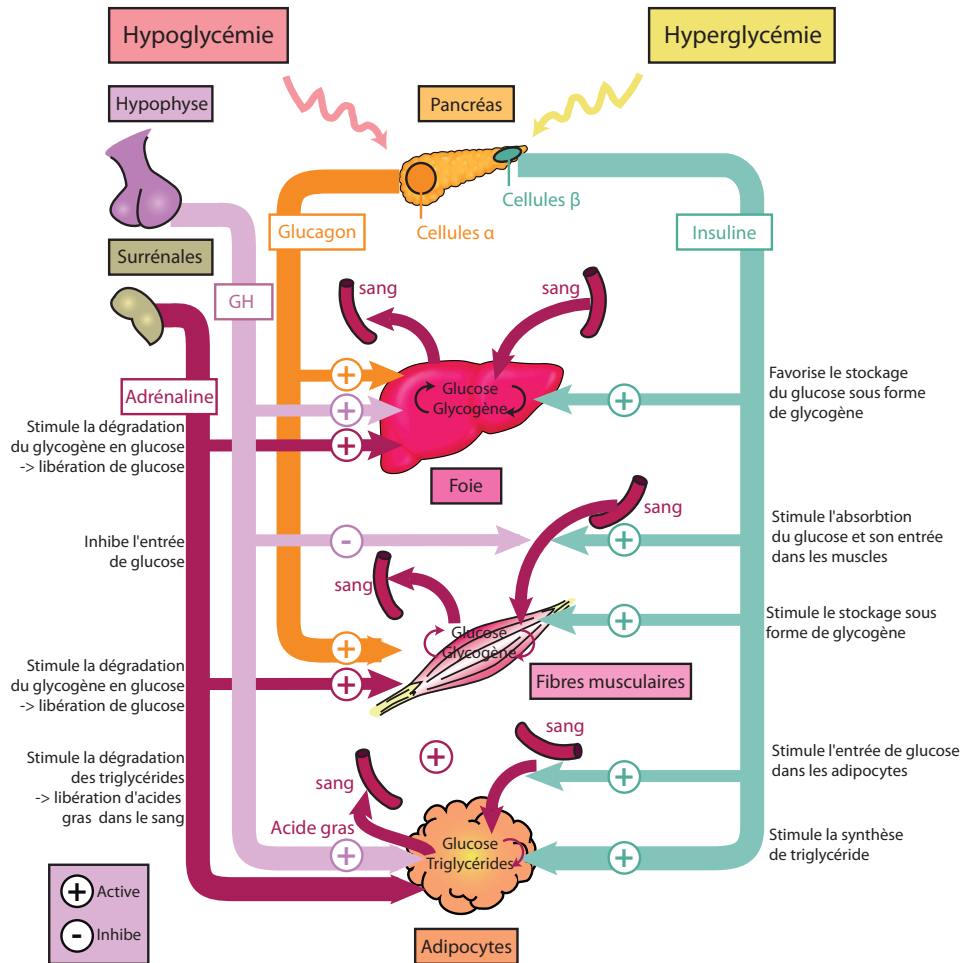 Hypoglycémie
Hyperglycémie
Hypophyse
Pancréas
Cellules β
Cellules α
Glucagon
Insuline
Surrénales
GH
sang
sang
Adrénaline
+
+
+
+
Glucose
Glycogène
Favorise le stockage
du glucose sous forme
de glycogène
Stimule la dégradation
du glycogène en glucose
-> libération de glucose
Foie
sang
Inhibe l'entrée
de glucose
-
+
Stimule l'absorbtion
du glucose et son entrée
dans les muscles
sang
Glucose
Glycogène
+
Stimule le stockage sous
forme de glycogène
+
+
Stimule la dégradation
du glycogène en glucose
-> libération de glucose
Fibres musculaires
sang
+
Stimule la dégradation
des triglycérides
-> libération d'acides
gras dans le sang
sang
+
Stimule l'entrée de glucose
dans les adipocytes
Acide gras
+
Glucose
Triglycérides
+
Stimule la synthèse
de triglycéride
+ Active
- Inhibe
Adipocytes